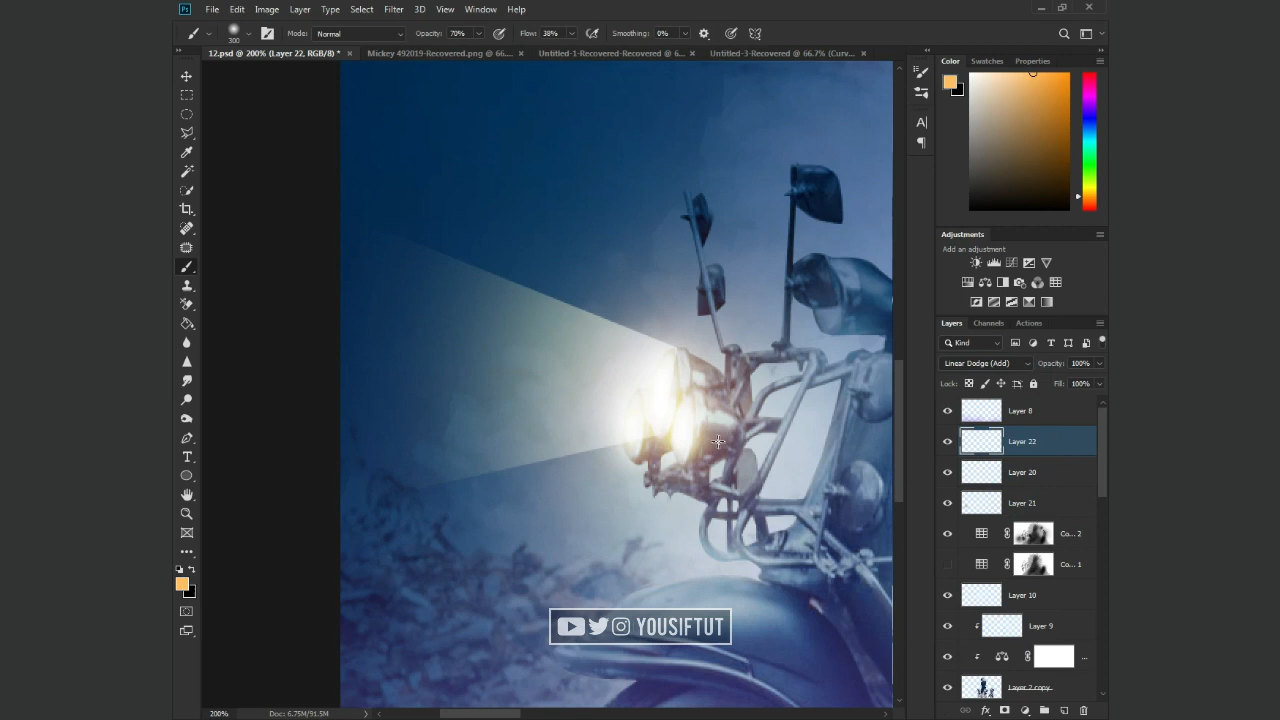 Ps File Edit Image Layer Type Select Filter 3D View Window Help
300 Mode: Normal Opacity: 70% Flow: 38% Smoothing: 0%
12.psd @ 200% (Layer 22, RGB/8) * × Mickey 492019-Recovered.png @ 66.... × Untitled-1-Recovered-Recovered @ 6... × Untitled-3-Recovered @ 66.7% (Curv... ×
Color Swatches Properties
Adjustments
Add an adjustment
Layers Channels Actions
Kind
Linear Dodge (Add) Opacity: 100%
Lock: Fill: 100%
Layer 8
Layer 22
Layer 20
Layer 21
Co... 2
Co... 1
Layer 10
Layer 9
...
Layer 2 copy
YOUSIFTUT
200% Doc: 6.75M/91.5M